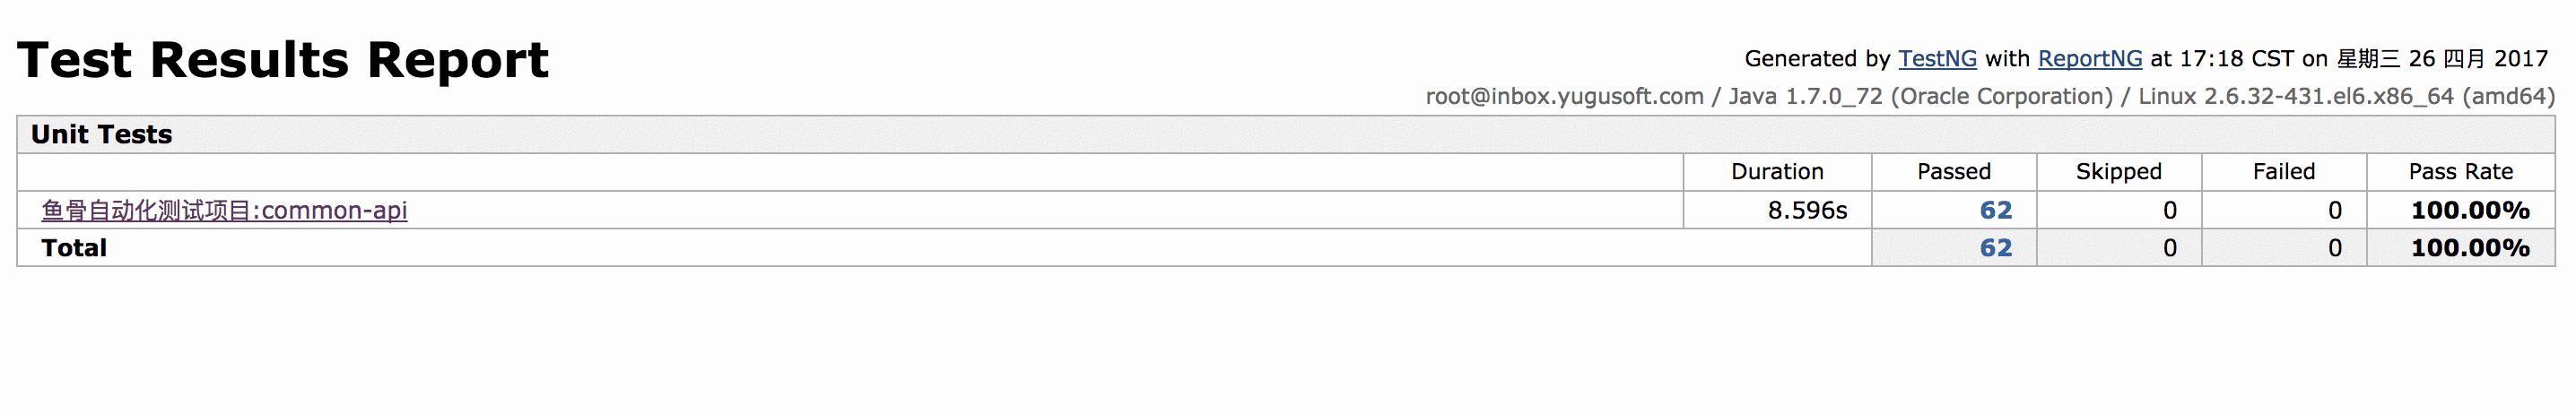 Test Results Report
Generated by TestNG with ReportNG at 17:18 CST on 星期三 26 四月 2017
root@inbox.yugusoft.com / Java 1.7.0_72 (Oracle Corporation) / Linux 2.6.32-431.el6.x86_64 (amd64)
Unit Tests
Duration Passed Skipped Failed Pass Rate
鱼骨自动化测试项目:common-api 8.596s 62 0 0 100.00%
Total 62 0 0 100.00%